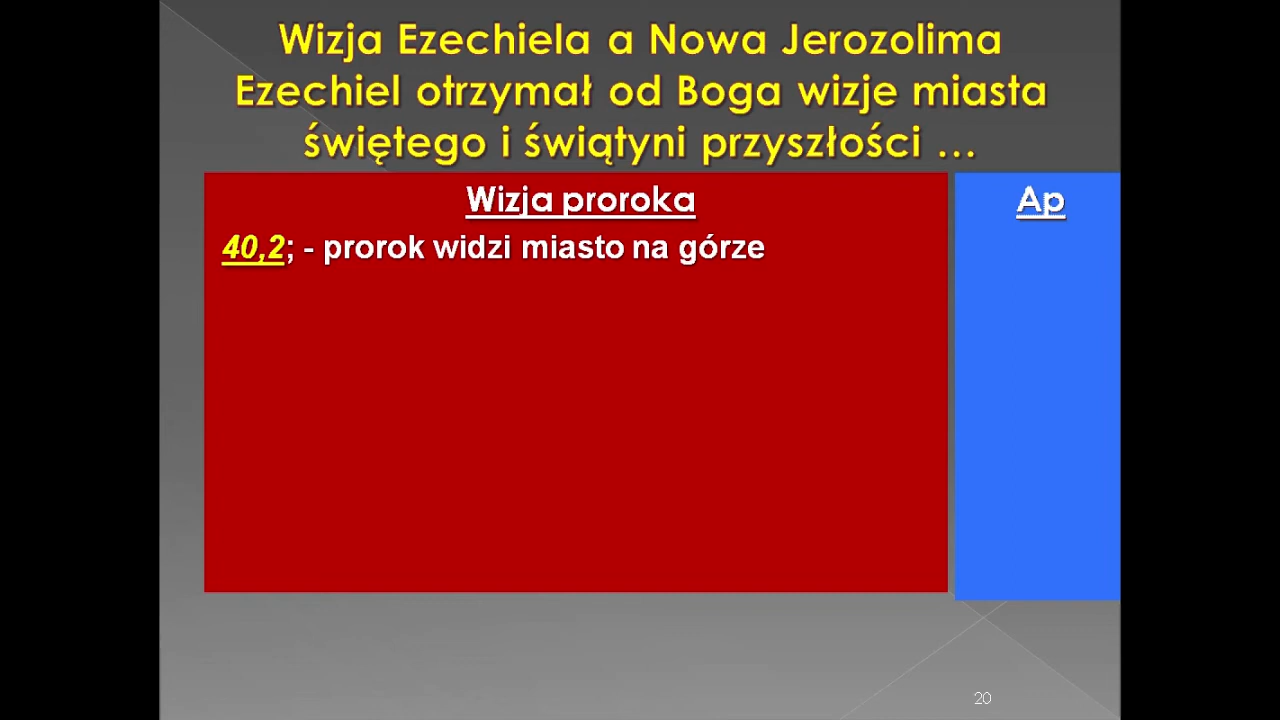 Wizja Ezechiela a Nowa Jerozolima
Ezechiel otrzymał od Boga wizje miasta
świętego i świątyni przyszłości ...
Wizja proroka
40,2; - prorok widzi miasto na górze
Ap
20